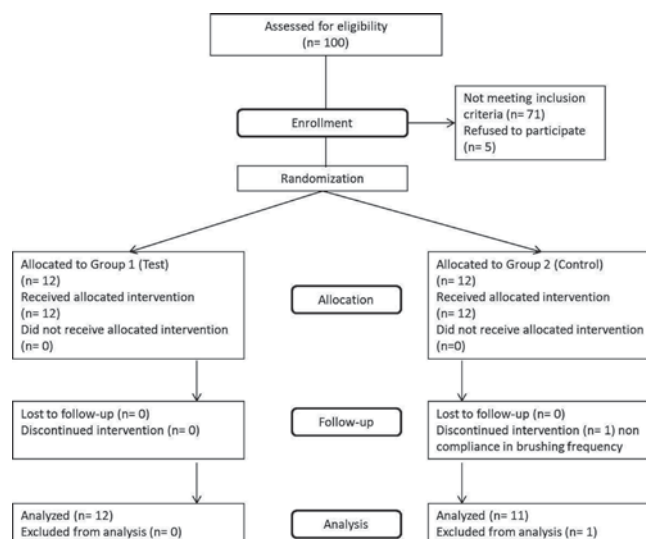 Assessed for eligibility
(n= 100)
Not meeting inclusion
criteria (n= 71)
Refused to participate
(n= 5)
Enrollment
Randomization
Allocated to Group 1 (Test)
(n= 12)
Received allocated intervention
(n= 12)
Did not receive allocated intervention
(n= 0)
Allocation
Allocated to Group 2 (Control)
(n= 12)
Received allocated intervention
(n= 12)
Did not receive allocated intervention
(n=0)
Lost to follow-up (n= 0)
Discontinued intervention (n= 0)
Follow-up
Lost to follow-up (n= 0)
Discontinued intervention (n= 1) non
compliance in brushing frequency
Analyzed (n= 12)
Excluded from analysis (n= 0)
Analysis
Analyzed (n= 11)
Excluded from analysis (n= 1)